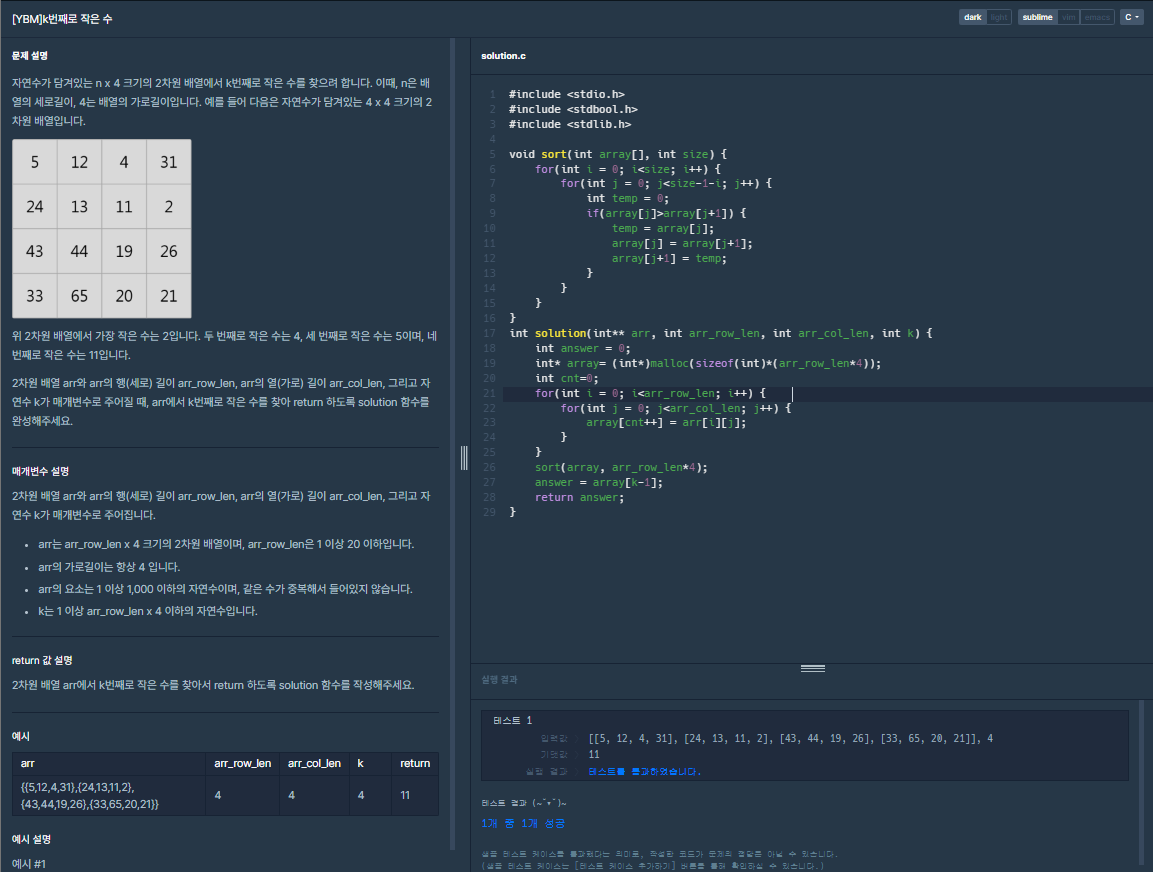 [YBM]k번째로 작은 수
dark light sublime vim emacs C
문제 설명
자연수가 담겨있는 n x 4 크기의 2차원 배열에서 k번째로 작은 수를 찾으려 합니다. 이때, n은 배
열의 세로길이, 4는 배열의 가로길이입니다. 예를 들어 다음은 자연수가 담겨있는 4 x 4 크기의 2
차원 배열입니다.
5 12 4 31
24 13 11 2
43 44 19 26
33 65 20 21
위 2차원 배열에서 가장 작은 수는 2입니다. 두 번째로 작은 수는 4, 세 번째로 작은 수는 5이며, 네
번째로 작은 수는 11입니다.
2차원 배열 arr와 arr의 행(세로) 길이 arr_row_len, arr의 열(가로) 길이 arr_col_len, 그리고 자
연수 k가 매개변수로 주어질 때, arr에서 k번째로 작은 수를 찾아 return 하도록 solution 함수를
완성해주세요.
매개변수 설명
2차원 배열 arr와 arr의 행(세로) 길이 arr_row_len, arr의 열(가로) 길이 arr_col_len, 그리고 자
연수 k가 매개변수로 주어집니다.
• arr는 arr_row_len x 4 크기의 2차원 배열이며, arr_row_len은 1 이상 20 이하입니다.
• arr의 가로길이는 항상 4 입니다.
• arr의 요소는 1 이상 1,000 이하의 자연수이며, 같은 수가 중복해서 들어있지 않습니다.
• k는 1 이상 arr_row_len x 4 이하의 자연수입니다.
return 값 설명
2차원 배열 arr에서 k번째로 작은 수를 찾아서 return 하도록 solution 함수를 작성해주세요.
예시
arr arr_row_len arr_col_len k return
{{5,12,4,31},{24,13,11,2},
{43,44,19,26},{33,65,20,21}} 4 4 4 11
예시 설명
예시 #1
solution.c
1 #include <stdio.h>
2 #include <stdbool.h>
3 #include <stdlib.h>
4
5 void sort(int array[], int size) {
6 for(int i = 0; i<size; i++) {
7 for(int j = 0; j<size-1-i; j++) {
8 int temp = 0;
9 if(array[j]>array[j+1]) {
10 temp = array[j];
11 array[j] = array[j+1];
12 array[j+1] = temp;
13 }
14 }
15 }
16 }
17 int solution(int** arr, int arr_row_len, int arr_col_len, int k) {
18 int answer = 0;
19 int* array= (int*)malloc(sizeof(int)*(arr_row_len*4));
20 int cnt=0;
21 for(int i = 0; i<arr_row_len; i++) {
22 for(int j = 0; j<arr_col_len; j++) {
23 array[cnt++] = arr[i][j];
24 }
25 }
26 sort(array, arr_row_len*4);
27 answer = array[k-1];
28 return answer;
29 }
실행 결과
테스트 1
입력값 [[5, 12, 4, 31], [24, 13, 11, 2], [43, 44, 19, 26], [33, 65, 20, 21]], 4
기댓값 11
실행 결과 테스트를 통과하였습니다.
테스트 결과 (~˘▾˘)~
1개 중 1개 성공
샘플 테스트 케이스를 통과했다는 의미로, 작성한 코드가 문제의 정답은 아닐 수 있습니다.
(샘플 테스트 케이스는 [테스트 케이스 추가하기] 버튼을 통해 확인하실 수 있습니다.)